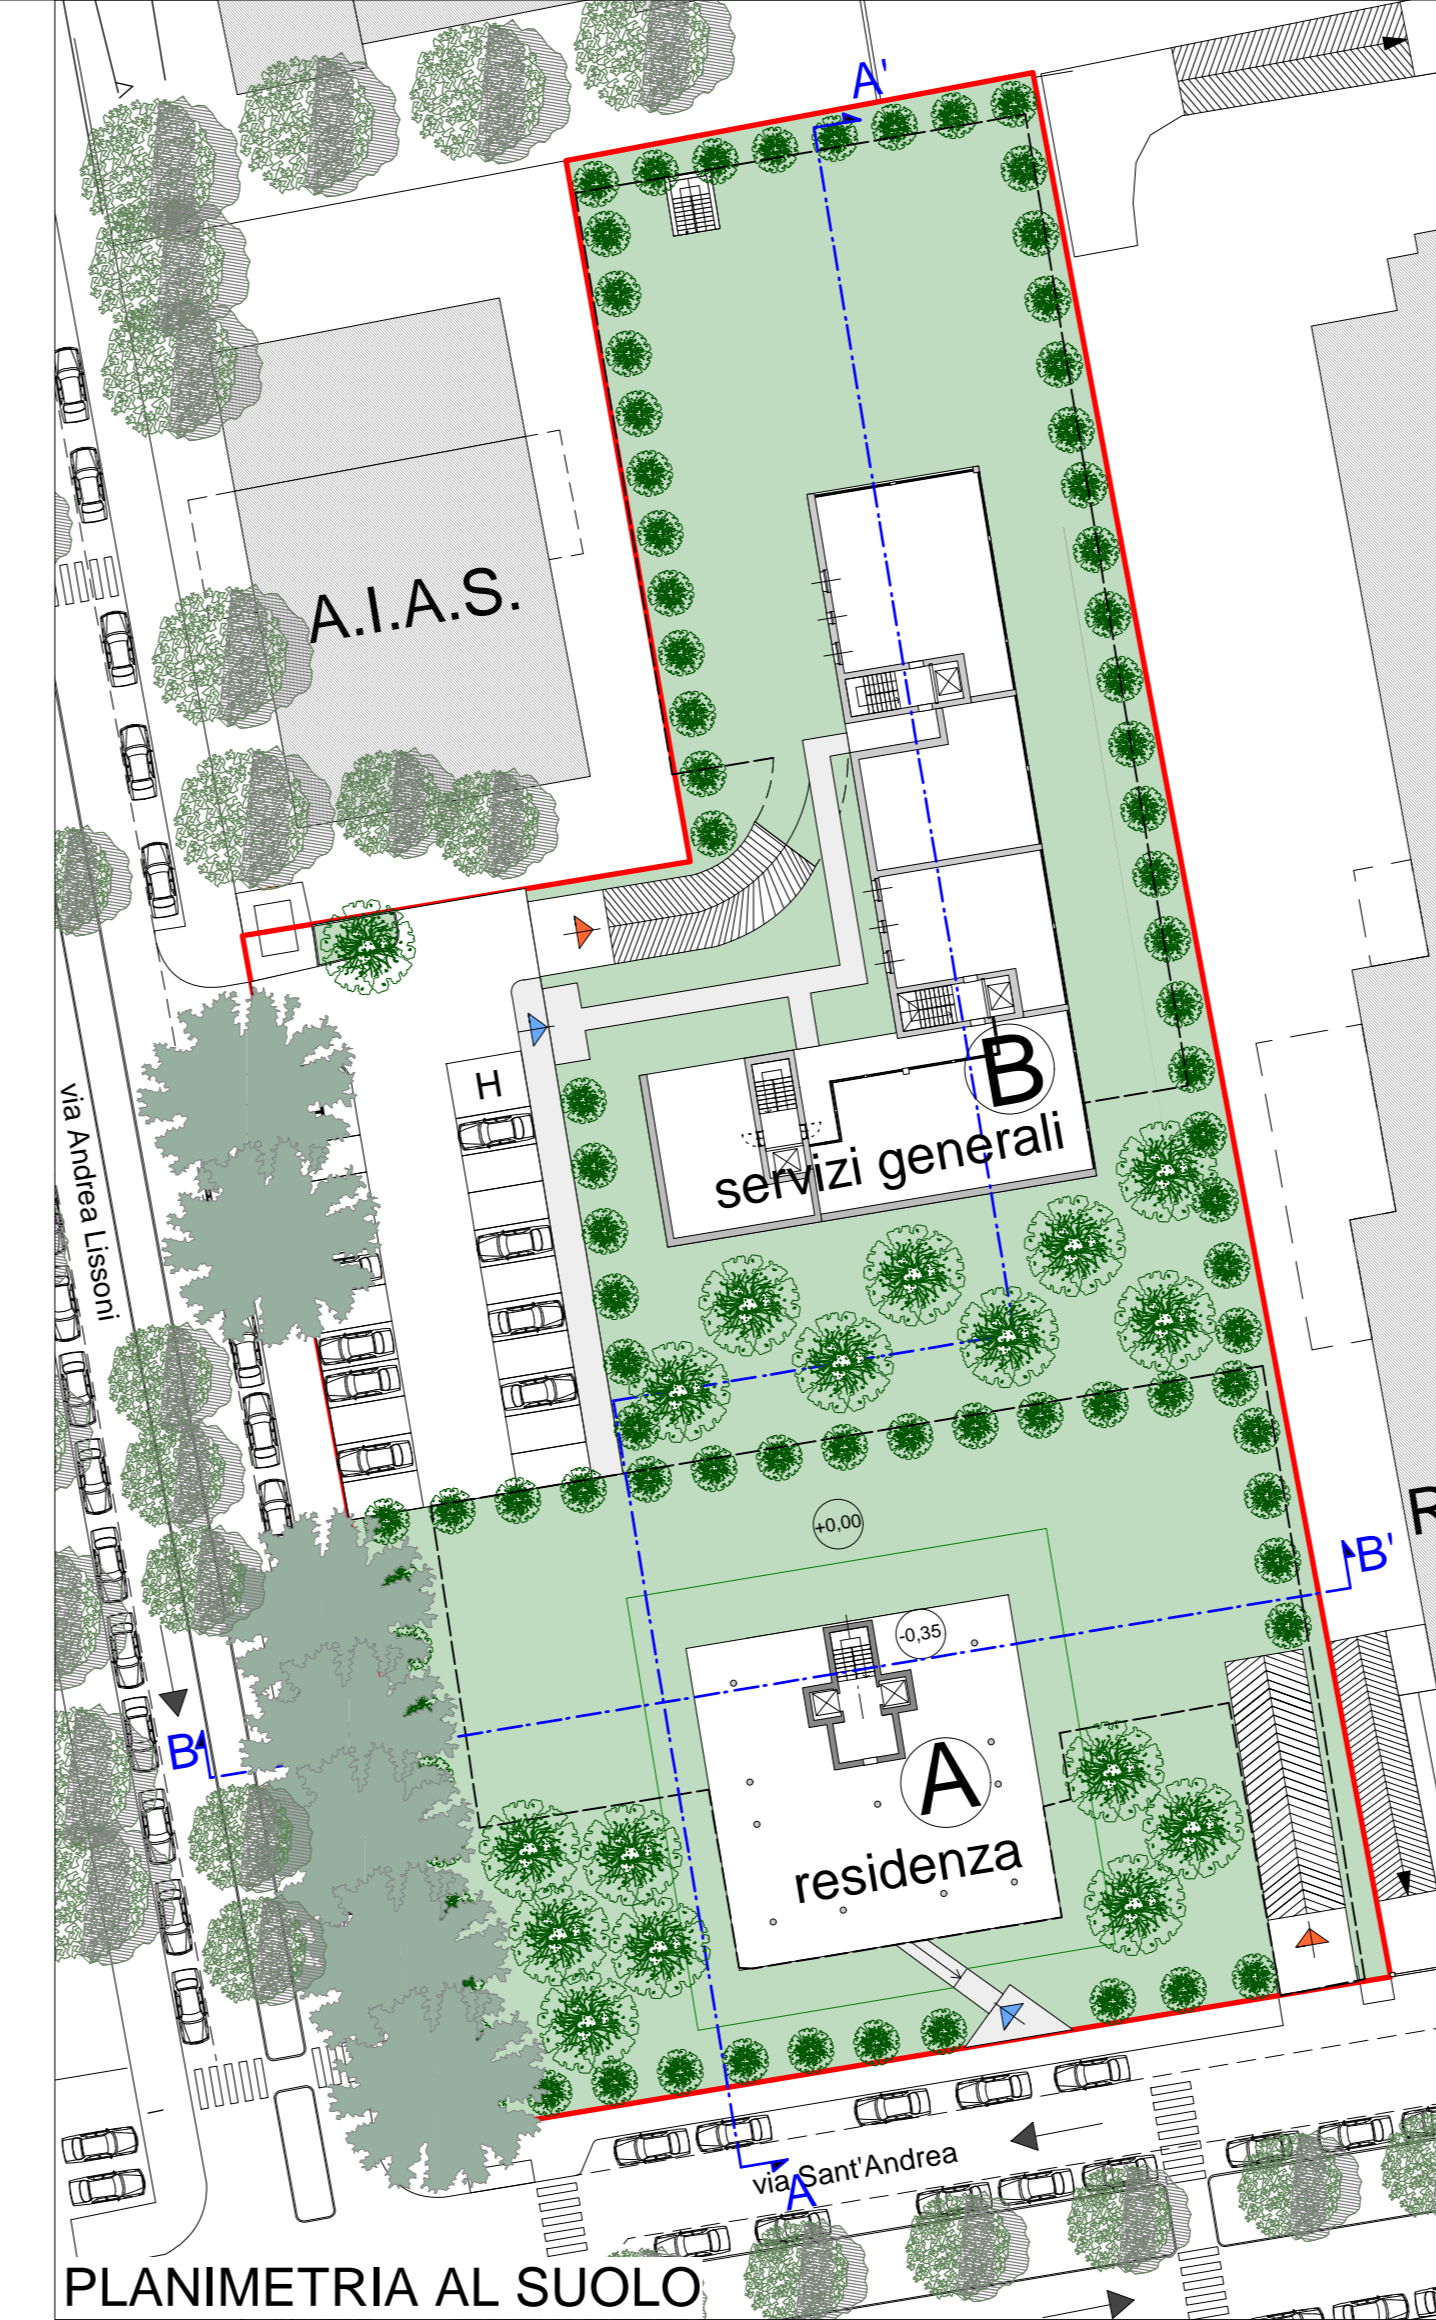 A'
A.I.A.S.
H
B
servizi generali
via Andrea Lissoni
+0,00
R
B'
-0,35
B
A
residenza
via Sant'Andrea
A
PLANIMETRIA AL SUOLO